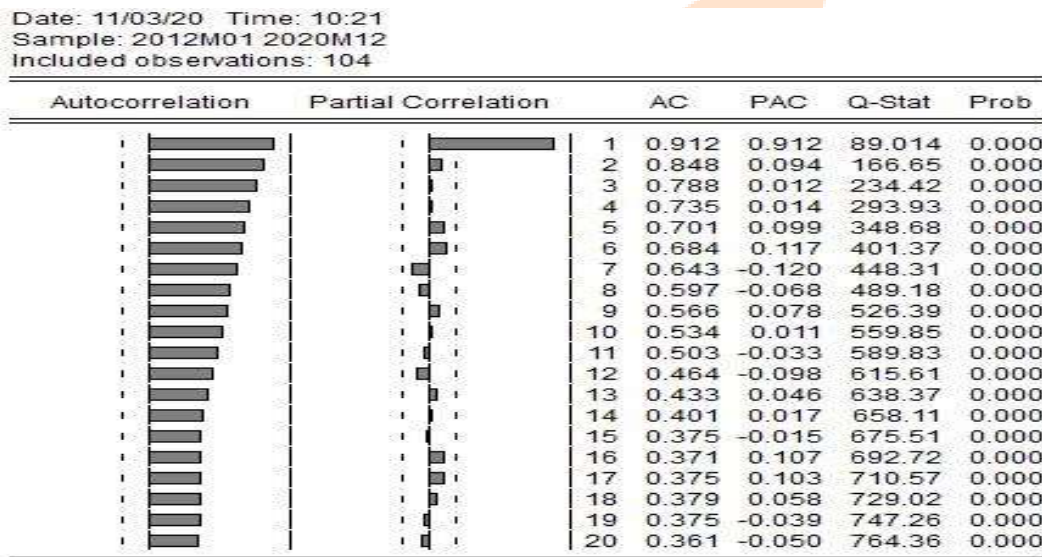 Date: 11/03/20 Time: 10:21
Sample: 2012M01 2020M12
Included observations: 104
Autocorrelation Partial Correlation AC PAC Q-Stat Prob
1 0.912 0.912 89.014 0.000
2 0.848 0.094 166.65 0.000
3 0.788 0.012 234.42 0.000
4 0.735 0.014 293.93 0.000
5 0.701 0.099 348.68 0.000
6 0.684 0.117 401.37 0.000
7 0.643 -0.120 448.31 0.000
8 0.597 -0.068 489.18 0.000
9 0.566 0.078 526.39 0.000
10 0.534 0.011 559.85 0.000
11 0.503 -0.033 589.83 0.000
12 0.464 -0.098 615.61 0.000
13 0.433 0.046 638.37 0.000
14 0.401 0.017 658.11 0.000
15 0.375 -0.015 675.51 0.000
16 0.371 0.107 692.72 0.000
17 0.375 0.103 710.57 0.000
18 0.379 0.058 729.02 0.000
19 0.375 -0.039 747.26 0.000
20 0.361 -0.050 764.36 0.000